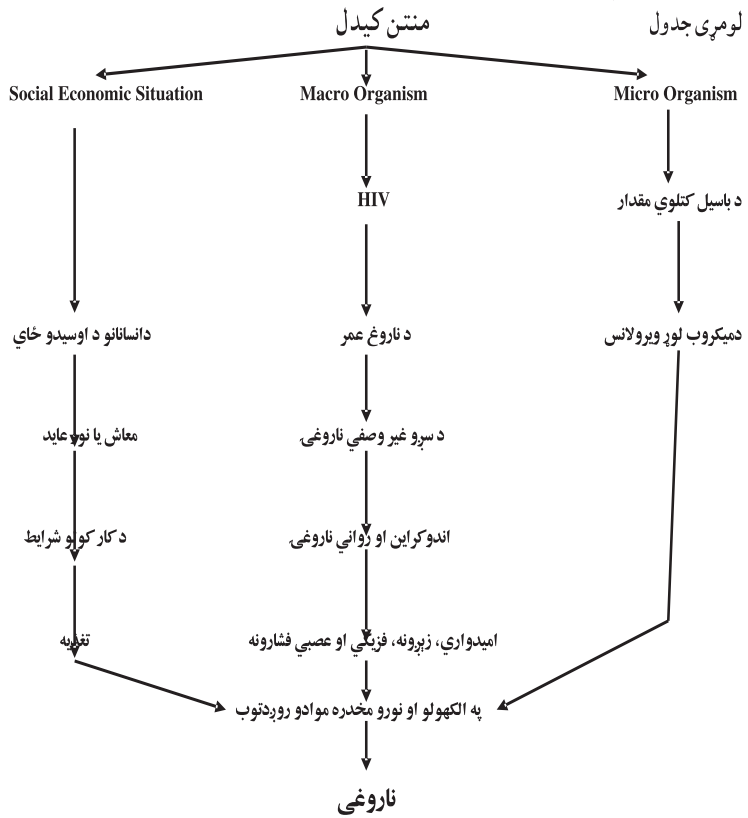 لومړی جدول
منتن کیدل
Social Economic Situation
Macro Organism
Micro Organism
HIV
د باسیل کتلوي مقدار
دانسانانو د اوسیدو ځاي
د ناروغ عمر
دمیکروب لوړ ویرولانس
معاش یا نور عاید
د سږو غیر وصفي ناروغۍ
د کار کولو شرایط
اندوکراین او رواني ناروغۍ
تغذیه
امیدواري، زیږونه، فزیکي او عصبي فشارونه
په الکهولو او نورو مخدره موادو روږدتوب
ناروغي